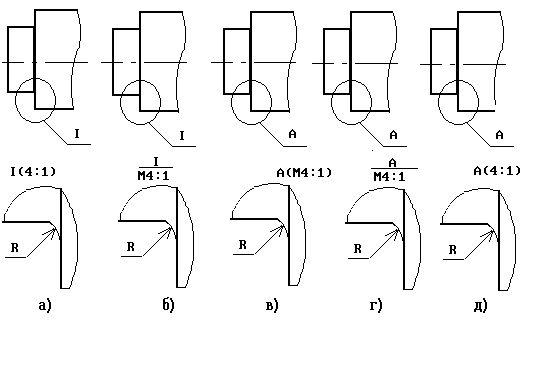 I I A A A
I(4:1) I/M4:1 A(M4:1) A/M4:1 A(4:1)
R R R R R
а) б) в) г) д)